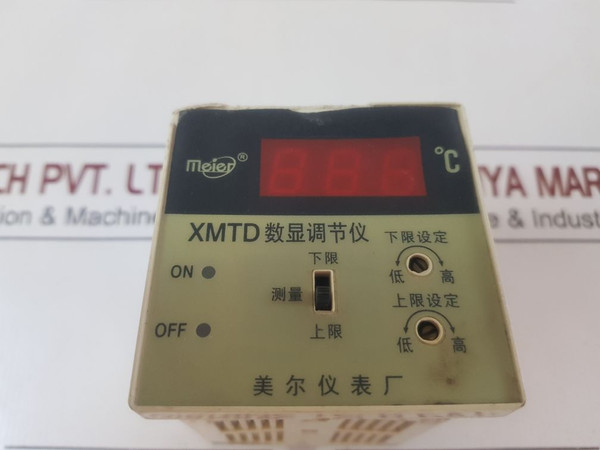 CH PVT. LT
YA MAR
ion & Machine
e & Industr
Meier®
°C
XMTD 数显调节仪
下限设定
低 高
ON
下限
测量
上限
OFF
上限设定
低 高
美尔仪表厂